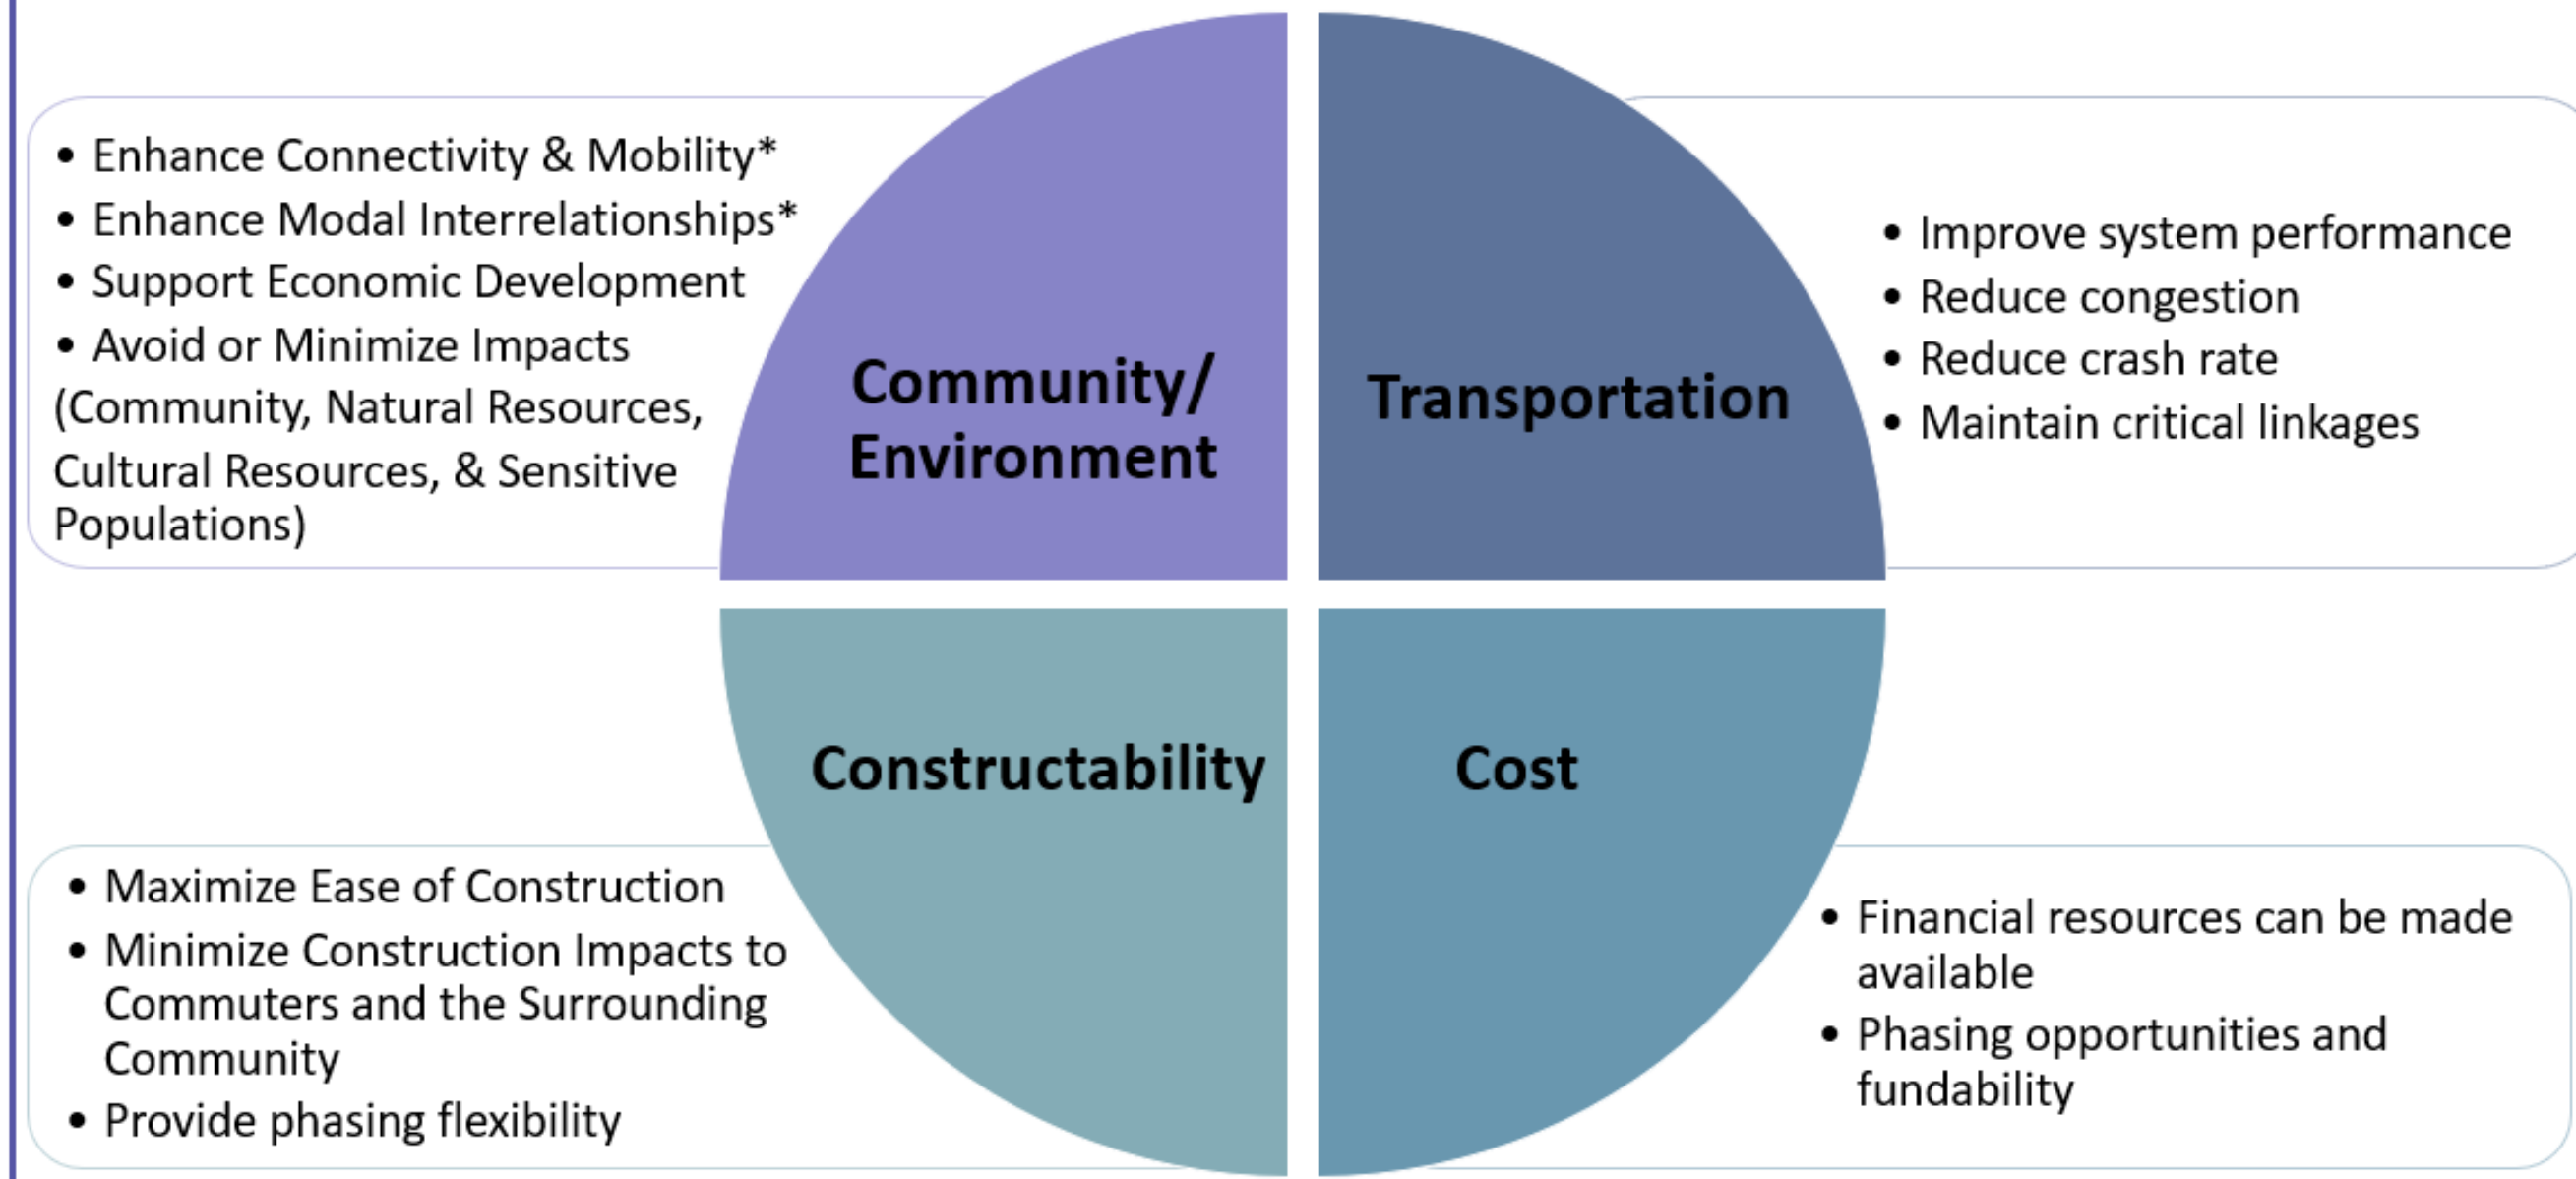 • Enhance Connectivity & Mobility*
• Enhance Modal Interrelationships*
• Support Economic Development
• Avoid or Minimize Impacts
(Community, Natural Resources,
Cultural Resources, & Sensitive
Populations)
Community/
Environment
Transportation
• Improve system performance
• Reduce congestion
• Reduce crash rate
• Maintain critical linkages
Constructability
Cost
• Maximize Ease of Construction
• Minimize Construction Impacts to
Commuters and the Surrounding
Community
• Provide phasing flexibility
• Financial resources can be made
available
• Phasing opportunities and
fundability